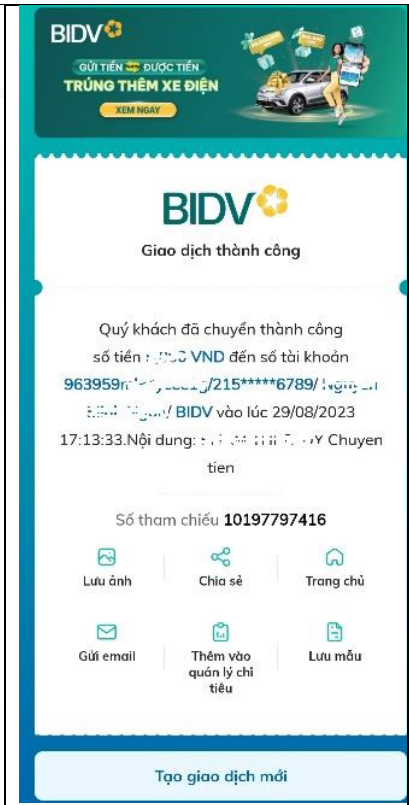 BIDV
GỬI TIỀN ĐƯỢC TIỀN
TRÚNG THÊM XE ĐIỆN
XEM NGAY
BIDV
Giao dịch thành công
Quý khách đã chuyển thành công
số tiền VND đến số tài khoản
/215*****6789/
/ BIDV vào lúc 29/08/2023
17:13:33.Nội dung: Chuyen
tien
Số tham chiếu 10197797416
Lưu ảnh
Chia sẻ
Trang chủ
Gửi email
Thêm vào
quản lý chi
tiêu
Lưu mẫu
Tạo giao dịch mới